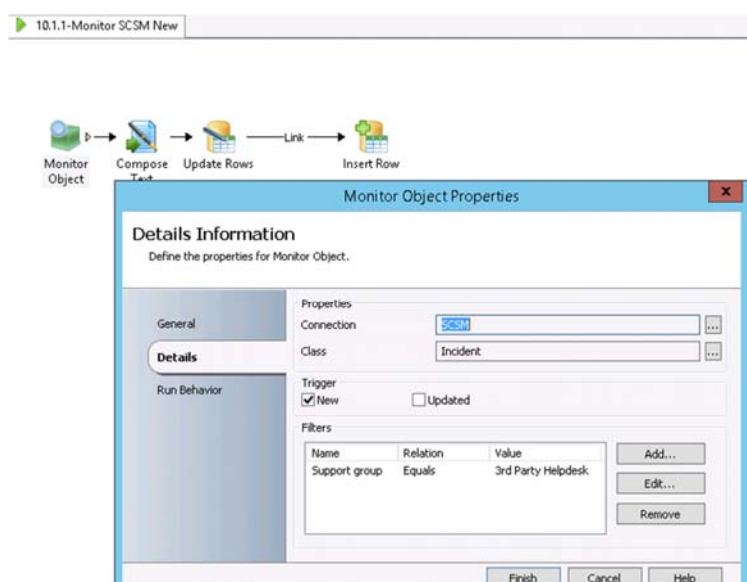 10.1.1-Monitor SCSM New
Monitor Object
Compose Text
Update Rows
Link
Insert Row
Monitor Object Properties
x
Details Information
Define the properties for Monitor Object.
General
Details
Run Behavior
Properties
Connection SCSM ...
Class Incident ...
Trigger
New Updated
Filters
Name Relation Value
Support group Equals 3rd Party Helpdesk
Add...
Edit...
Remove
Finish Cancel Help